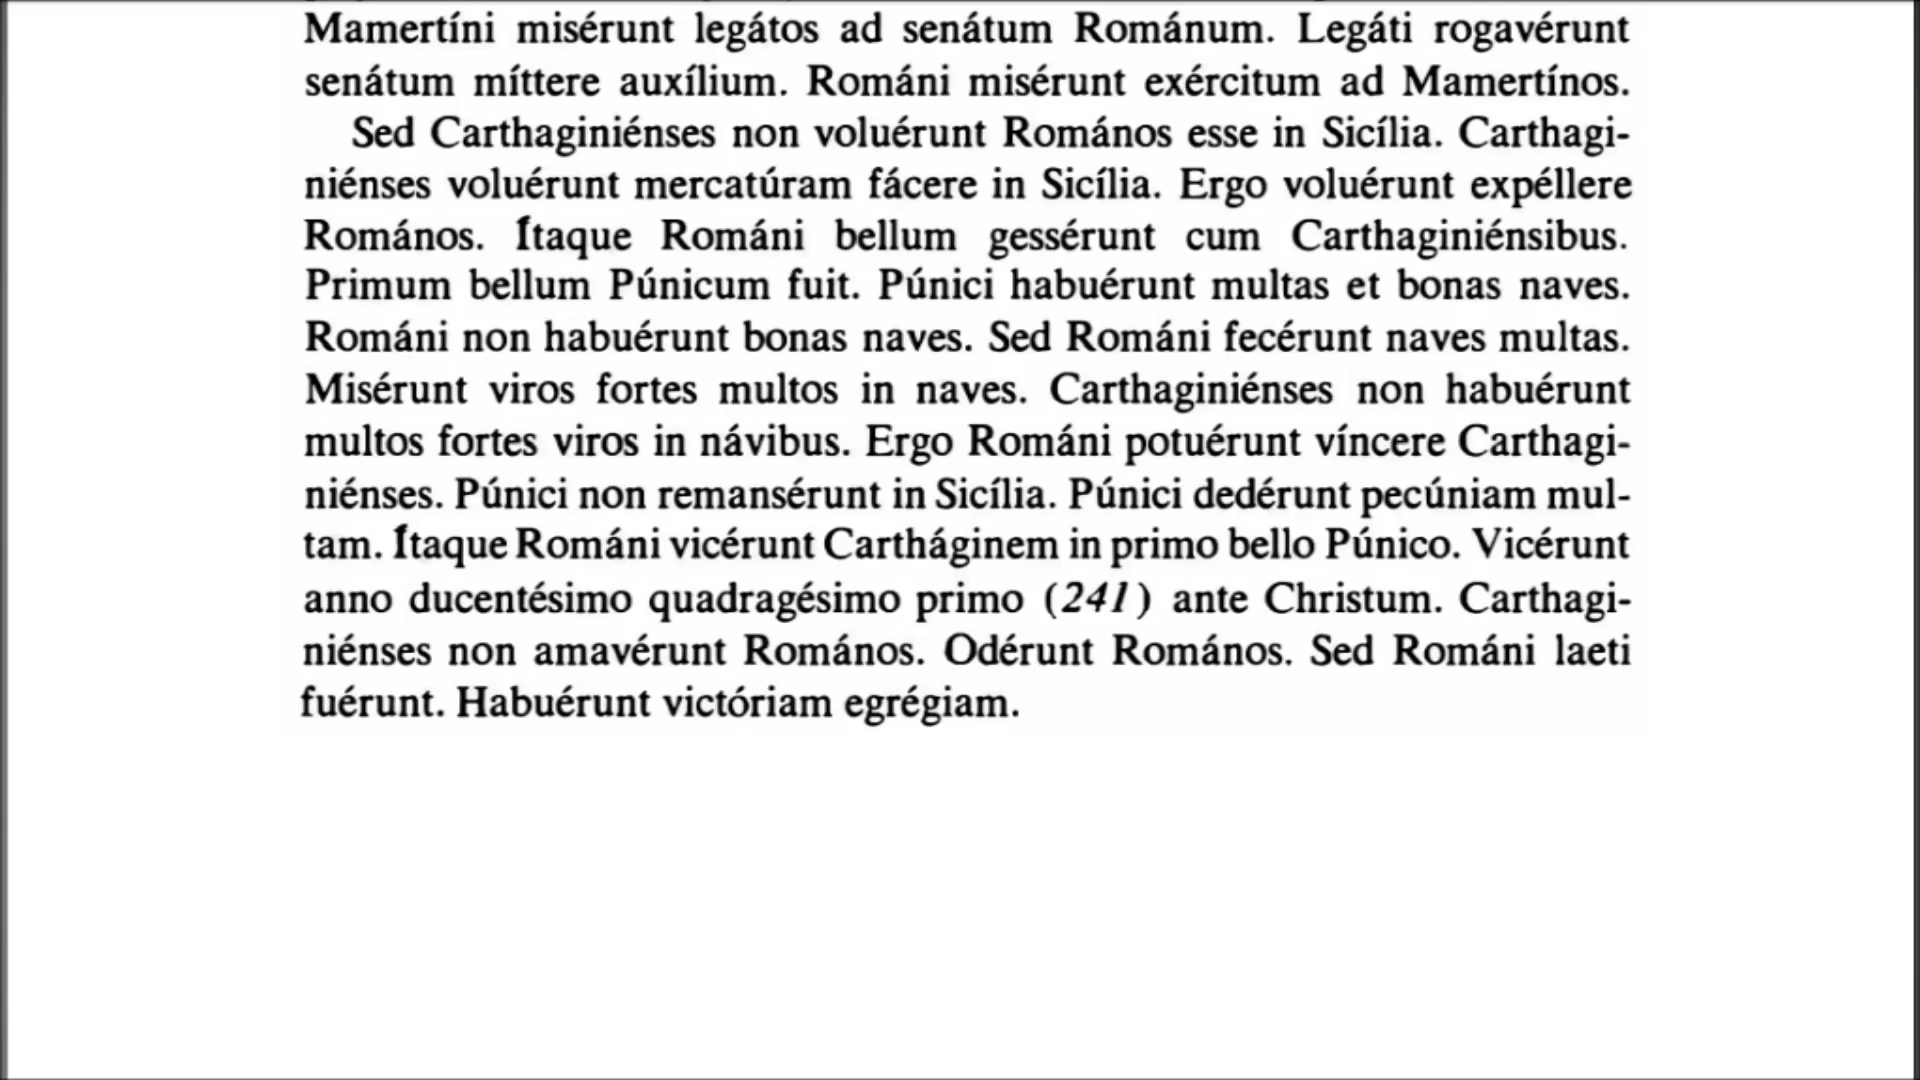 Mamertíni misérunt legátos ad senátum Románum. Legáti rogavérunt
senátum míttere auxílium. Románi misérunt exércitum ad Mamertínos.
Sed Carthaginiénses non voluérunt Romános esse in Sicília. Carthagi-
niénses voluérunt mercatúram fácere in Sicília. Ergo voluérunt expéllere
Romános. Ítaque Románi bellum gessérunt cum Carthaginiénsibus.
Primum bellum Púnicum fuit. Púnici habuérunt multas et bonas naves.
Románi non habuérunt bonas naves. Sed Románi fecérunt naves multas.
Misérunt viros fortes multos in naves. Carthaginiénses non habuérunt
multos fortes viros in návibus. Ergo Románi potuérunt víncere Carthagi-
niénses. Púnici non remansérunt in Sicília. Púnici dedérunt pecúniam mul-
tam. Ítaque Románi vicérunt Cartháginem in primo bello Púnico. Vicérunt
anno ducentésimo quadragésimo primo (241) ante Christum. Carthagi-
niénses non amavérunt Romános. Odérunt Romános. Sed Románi laeti
fuérunt. Habuérunt victóriam egrégiam.